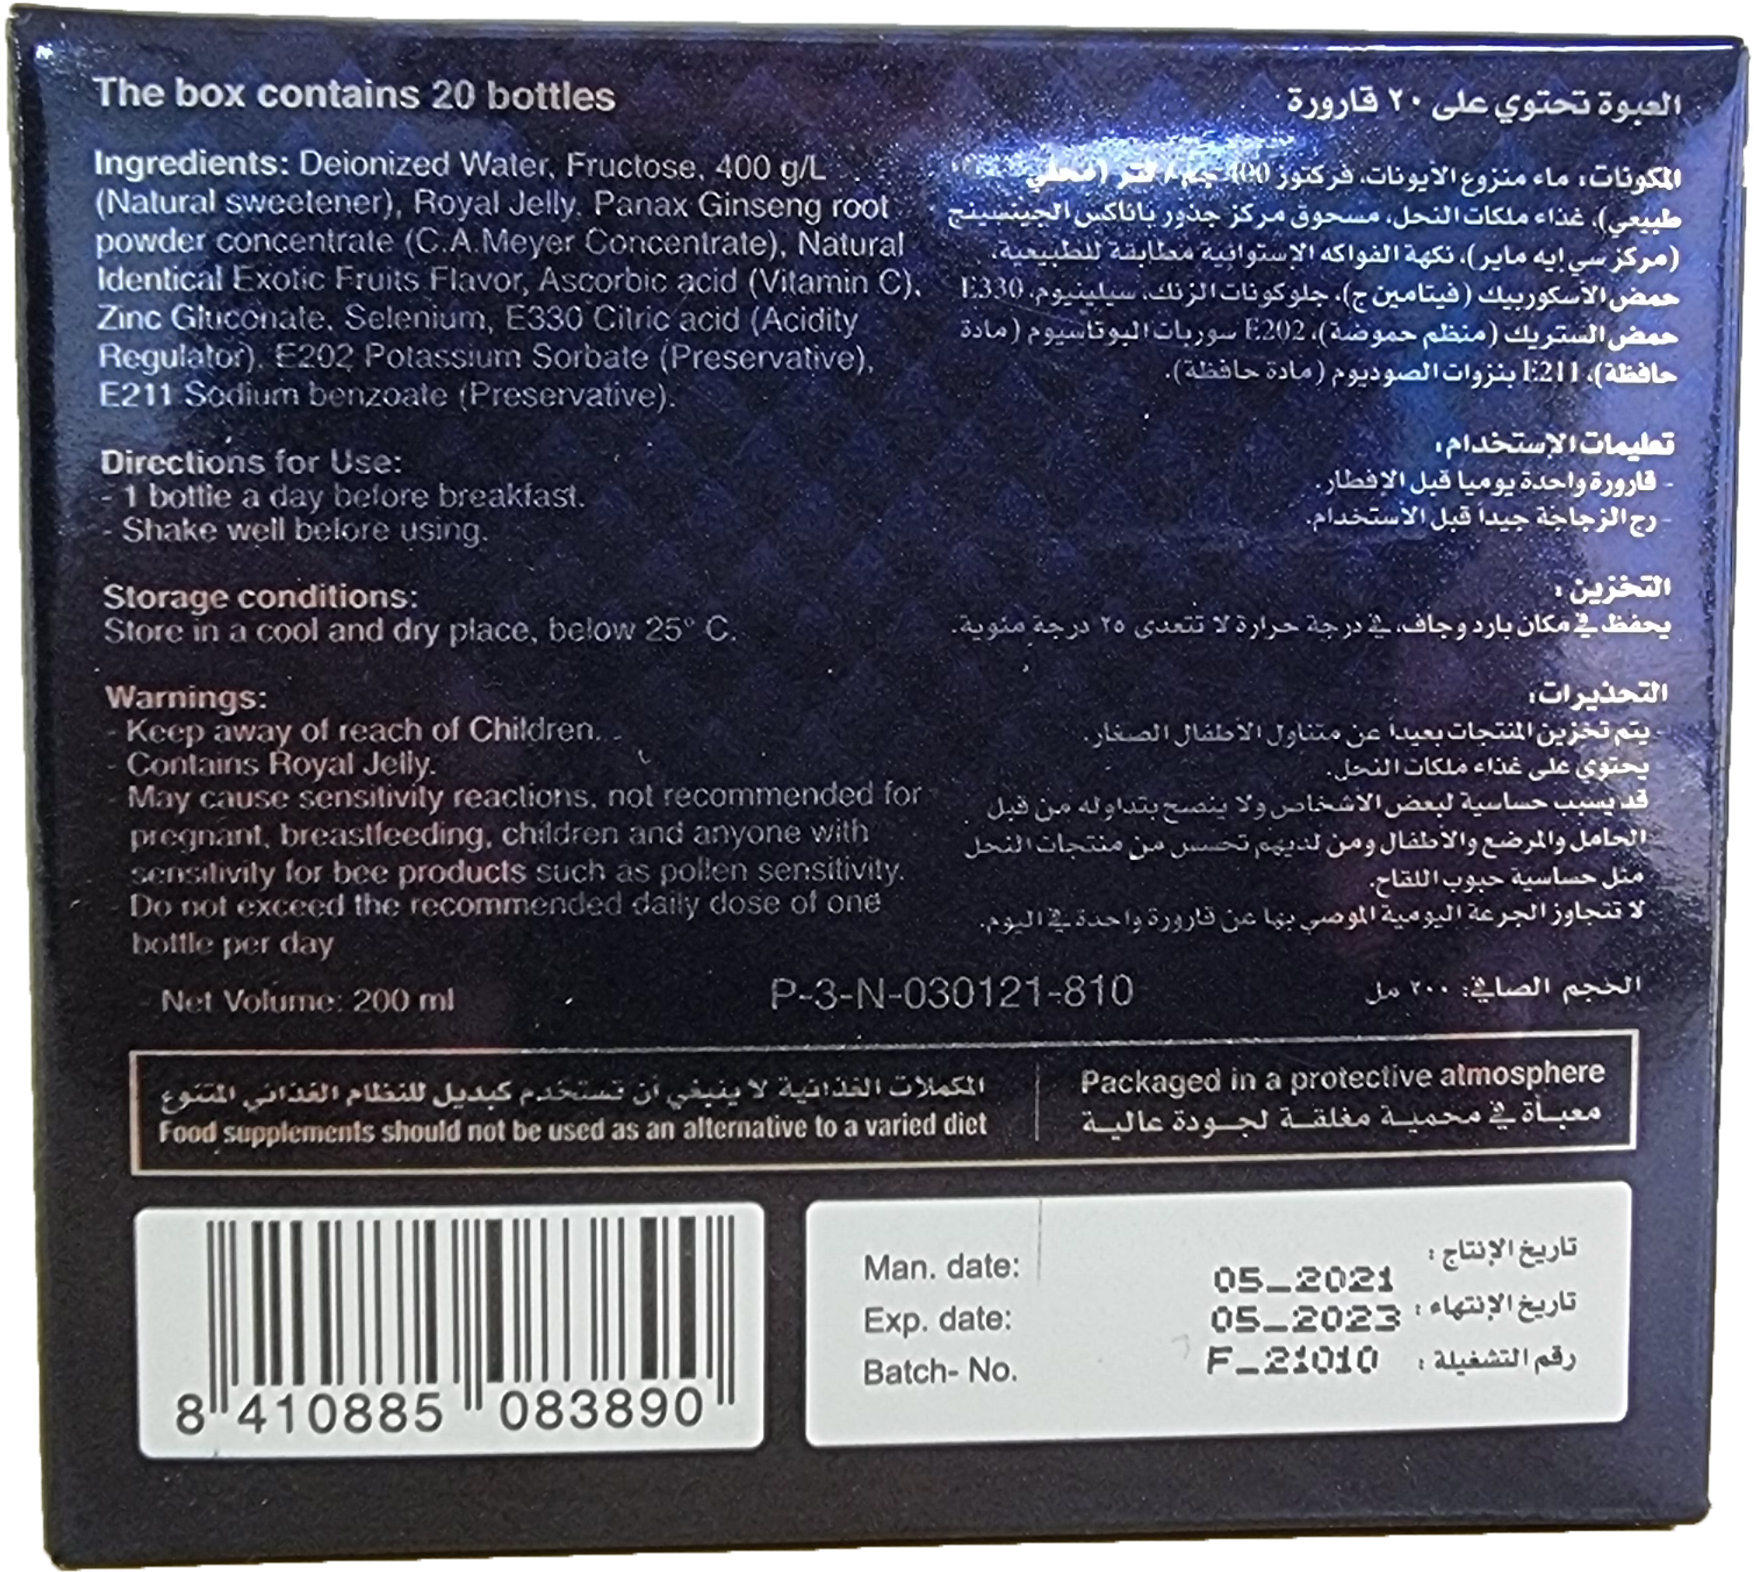 The box contains 20 bottles
Ingredients: Deionized Water, Fructose, 400 g/L
(Natural sweetener), Royal Jelly. Panax Ginseng root
powder concentrate (C.A.Meyer Concentrate), Natural
Identical Exotic Fruits Flavor, Ascorbic acid (Vitamin C),
Zinc Gluconate, Selenium, E330 Citric acid (Acidity
Regulator), E202 Potassium Sorbate (Preservative),
E211 Sodium benzoate (Preservative).
Directions for Use:
- 1 bottle a day before breakfast.
- Shake well before using.
Storage conditions:
Store in a cool and dry place, below 25° C.
Warnings:
- Keep away of reach of Children.
- Contains Royal Jelly.
- May cause sensitivity reactions, not recommended for
pregnant, breastfeeding, children and anyone with
sensitivity for bee products such as pollen sensitivity.
Do not exceed the recommended daily dose of one
bottle per day
- Net Volume: 200 ml
P-3-N-030121-810
العبوة تحتوي على ٢٠ قارورة
المكونات: ماء منزوع الايونات، فركتوز 400 جم / لتر (محلي
طبيعي)، غذاء ملكات النحل، مسحوق مركز جذور باناكس الجينسينج
(مركز سي إيه ماير)، نكهة الفواكه الإستوائية مطابقة للطبيعية،
حمض الأسكوربيك (فيتامين ج)، جلوكونات الزنك، سيلينيوم، E330
حمض الستريك (منظم حموضة)، E202 سوربات البوتاسيوم (مادة
حافظة)، E211 بنزوات الصوديوم (مادة حافظة).
تعليمات الإستخدام:
- قارورة واحدة يوميا قبل الإفطار.
- رج الزجاجة جيداً قبل الأستخدام.
التخزين :
يحفظ في مكان بارد وجاف، في درجة حرارة لا تتعدى ٢٥ درجة مئوية.
التحذيرات:
- يتم تخزين المنتجات بعيداً عن متناول الأطفال الصغار.
يحتوي على غذاء ملكات النحل.
قد يسبب حساسية لبعض الأشخاص ولا ينصح بتداوله من قبل
الحامل والمرضع والأطفال ومن لديهم تحسس من منتجات النحل
مثل حساسية حبوب اللقاح.
لا تتجاوز الجرعة اليومية الموصي بها عن قارورة واحدة في اليوم.
الحجم الصافي: ٢٠٠ مل
المكملات الغذائية لا ينبغي أن تستخدم كبديل للنظام الغذائي المتنوع
Food supplements should not be used as an alternative to a varied diet
Packaged in a protective atmosphere
معبأة في محمية مغلقة لجودة عالية
8 410885 083890
Man. date: 05_2021 تاريخ الإنتاج :
Exp. date: 05_2023 تاريخ الإنتهاء :
Batch- No. F_21010 رقم التشغيلة :